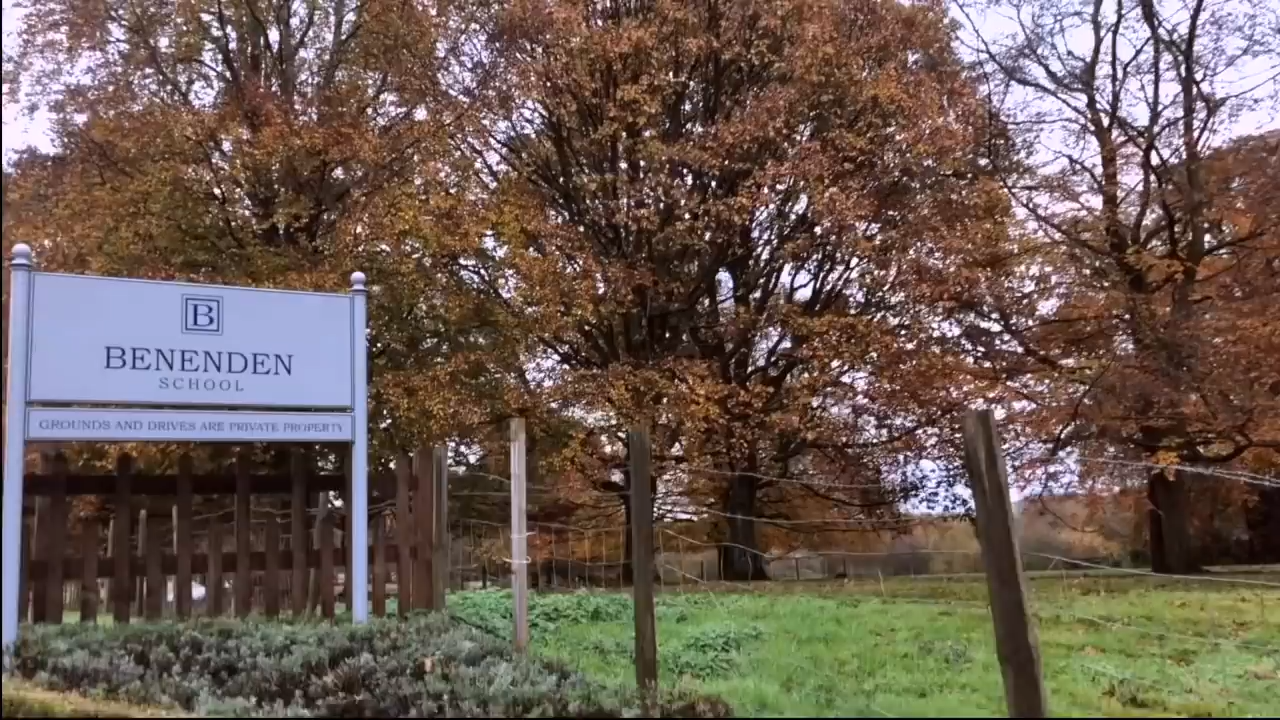 B
BENENDEN
SCHOOL
GROUNDS AND DRIVES ARE PRIVATE PROPERTY